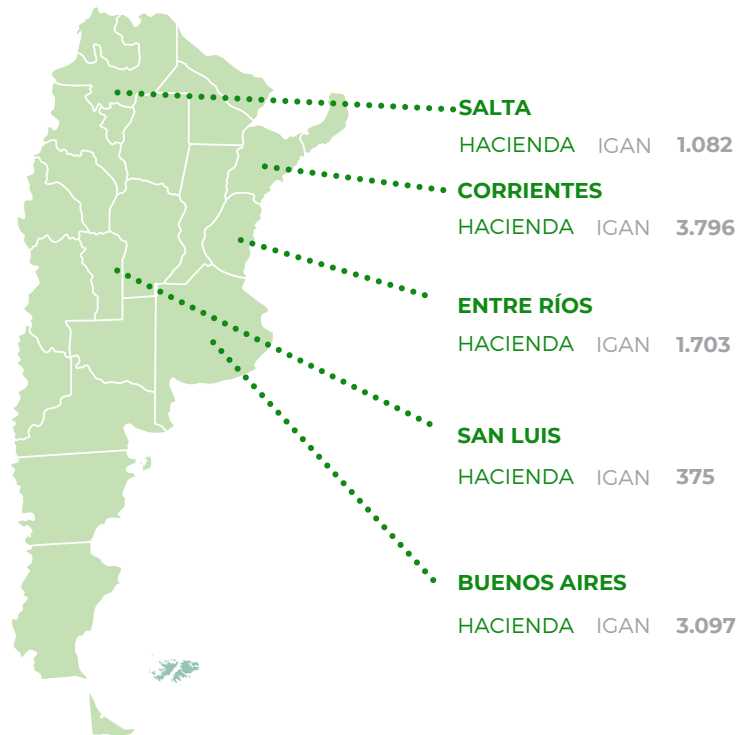 SALTA
HACIENDA IGAN 1.082
CORRIENTES
HACIENDA IGAN 3.796
ENTRE RÍOS
HACIENDA IGAN 1.703
SAN LUIS
HACIENDA IGAN 375
BUENOS AIRES
HACIENDA IGAN 3.097